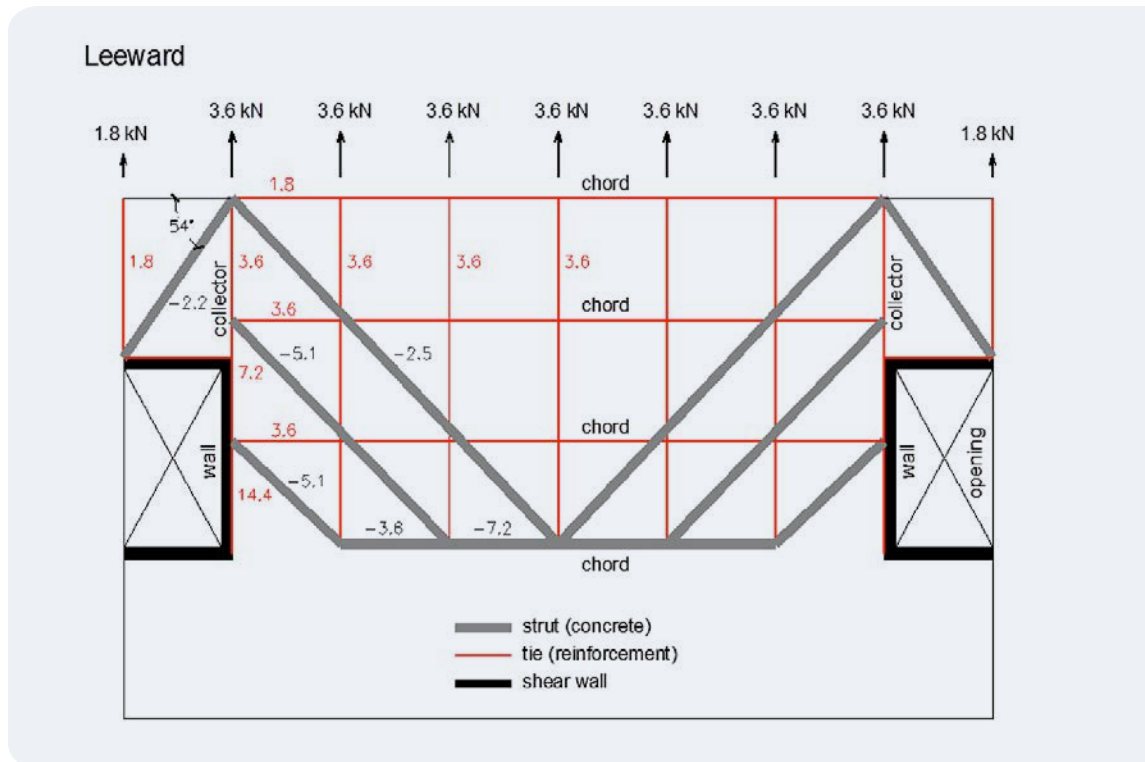 Leeward
1.8 kN
3.6 kN
3.6 kN
3.6 kN
3.6 kN
3.6 kN
3.6 kN
3.6 kN
1.8 kN
1.8
chord
54°
1.8
collector
3.6
3.6
3.6
3.6
collector
-2.2
3.6
chord
-5.1
-2.5
7.2
3.6
chord
wall
wall
opening
14.4
-5.1
-3.6
-7.2
chord
strut (concrete)
tie (reinforcement)
shear wall